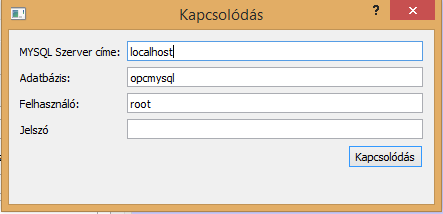 Kapcsolódás
?
MYSQL Szerver címe: localhost
Adatbázis: opcmysql
Felhasználó: root
Jelszó
Kapcsolódás